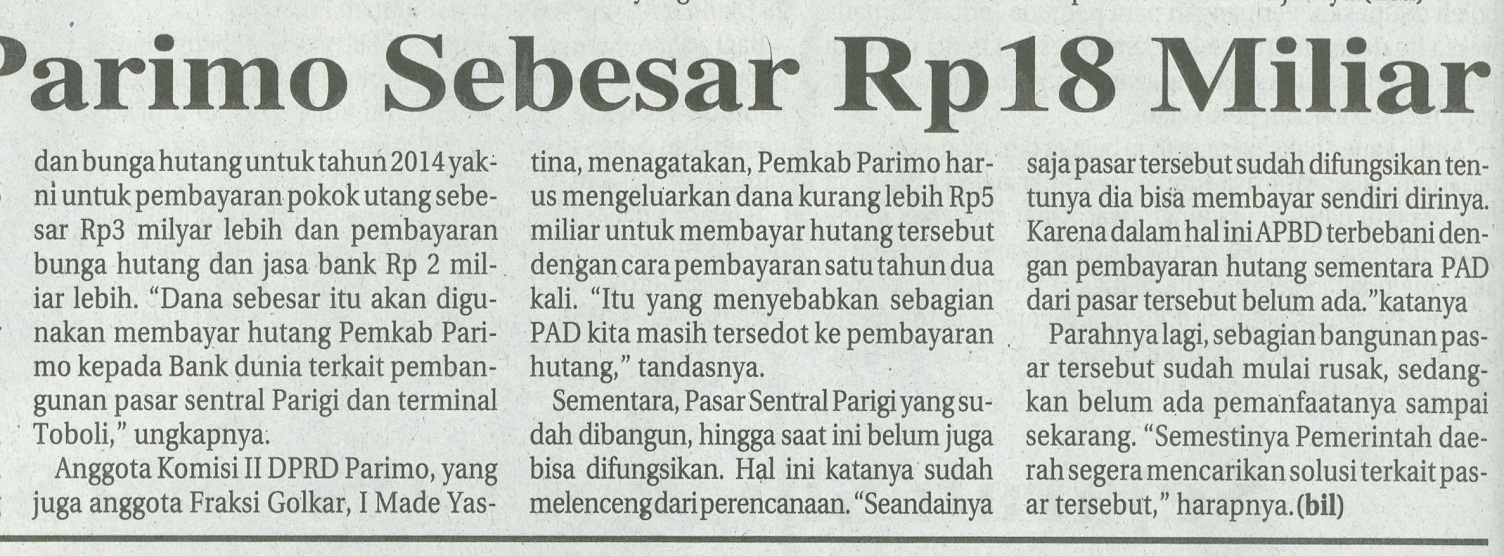 Parimo Sebesar Rp18 Miliar
dan bunga hutang untuk tahun 2014 yak-
ni untuk pembayaran pokok utang sebe-
sar Rp3 milyar lebih dan pembayaran
bunga hutang dan jasa bank Rp 2 mil-
iar lebih. “Dana sebesar itu akan digu-
nakan membayar hutang Pemkab Pari-
mo kepada Bank dunia terkait pemban-
gunan pasar sentral Parigi dan terminal
Toboli,” ungkapnya.
Anggota Komisi II DPRD Parimo, yang
juga anggota Fraksi Golkar, I Made Yas-
tina, menagatakan, Pemkab Parimo har-
us mengeluarkan dana kurang lebih Rp5
miliar untuk membayar hutang tersebut
dengan cara pembayaran satu tahun dua
kali. “Itu yang menyebabkan sebagian
PAD kita masih tersedot ke pembayaran
hutang,” tandasnya.
Sementara, Pasar Sentral Parigi yang su-
dah dibangun, hingga saat ini belum juga
bisa difungsikan. Hal ini katanya sudah
melenceng dari perencanaan. “Seandainya
saja pasar tersebut sudah difungsikan ten-
tunya dia bisa membayar sendiri dirinya.
Karena dalam hal ini APBD terbebani den-
gan pembayaran hutang sementara PAD
dari pasar tersebut belum ada.”katanya
Parahnya lagi, sebagian bangunan pas-
ar tersebut sudah mulai rusak, sedang-
kan belum ada pemanfaatanya sampai
sekarang. “Semestinya Pemerintah dae-
rah segera mencarikan solusi terkait pas-
ar tersebut,” harapnya.(bil)